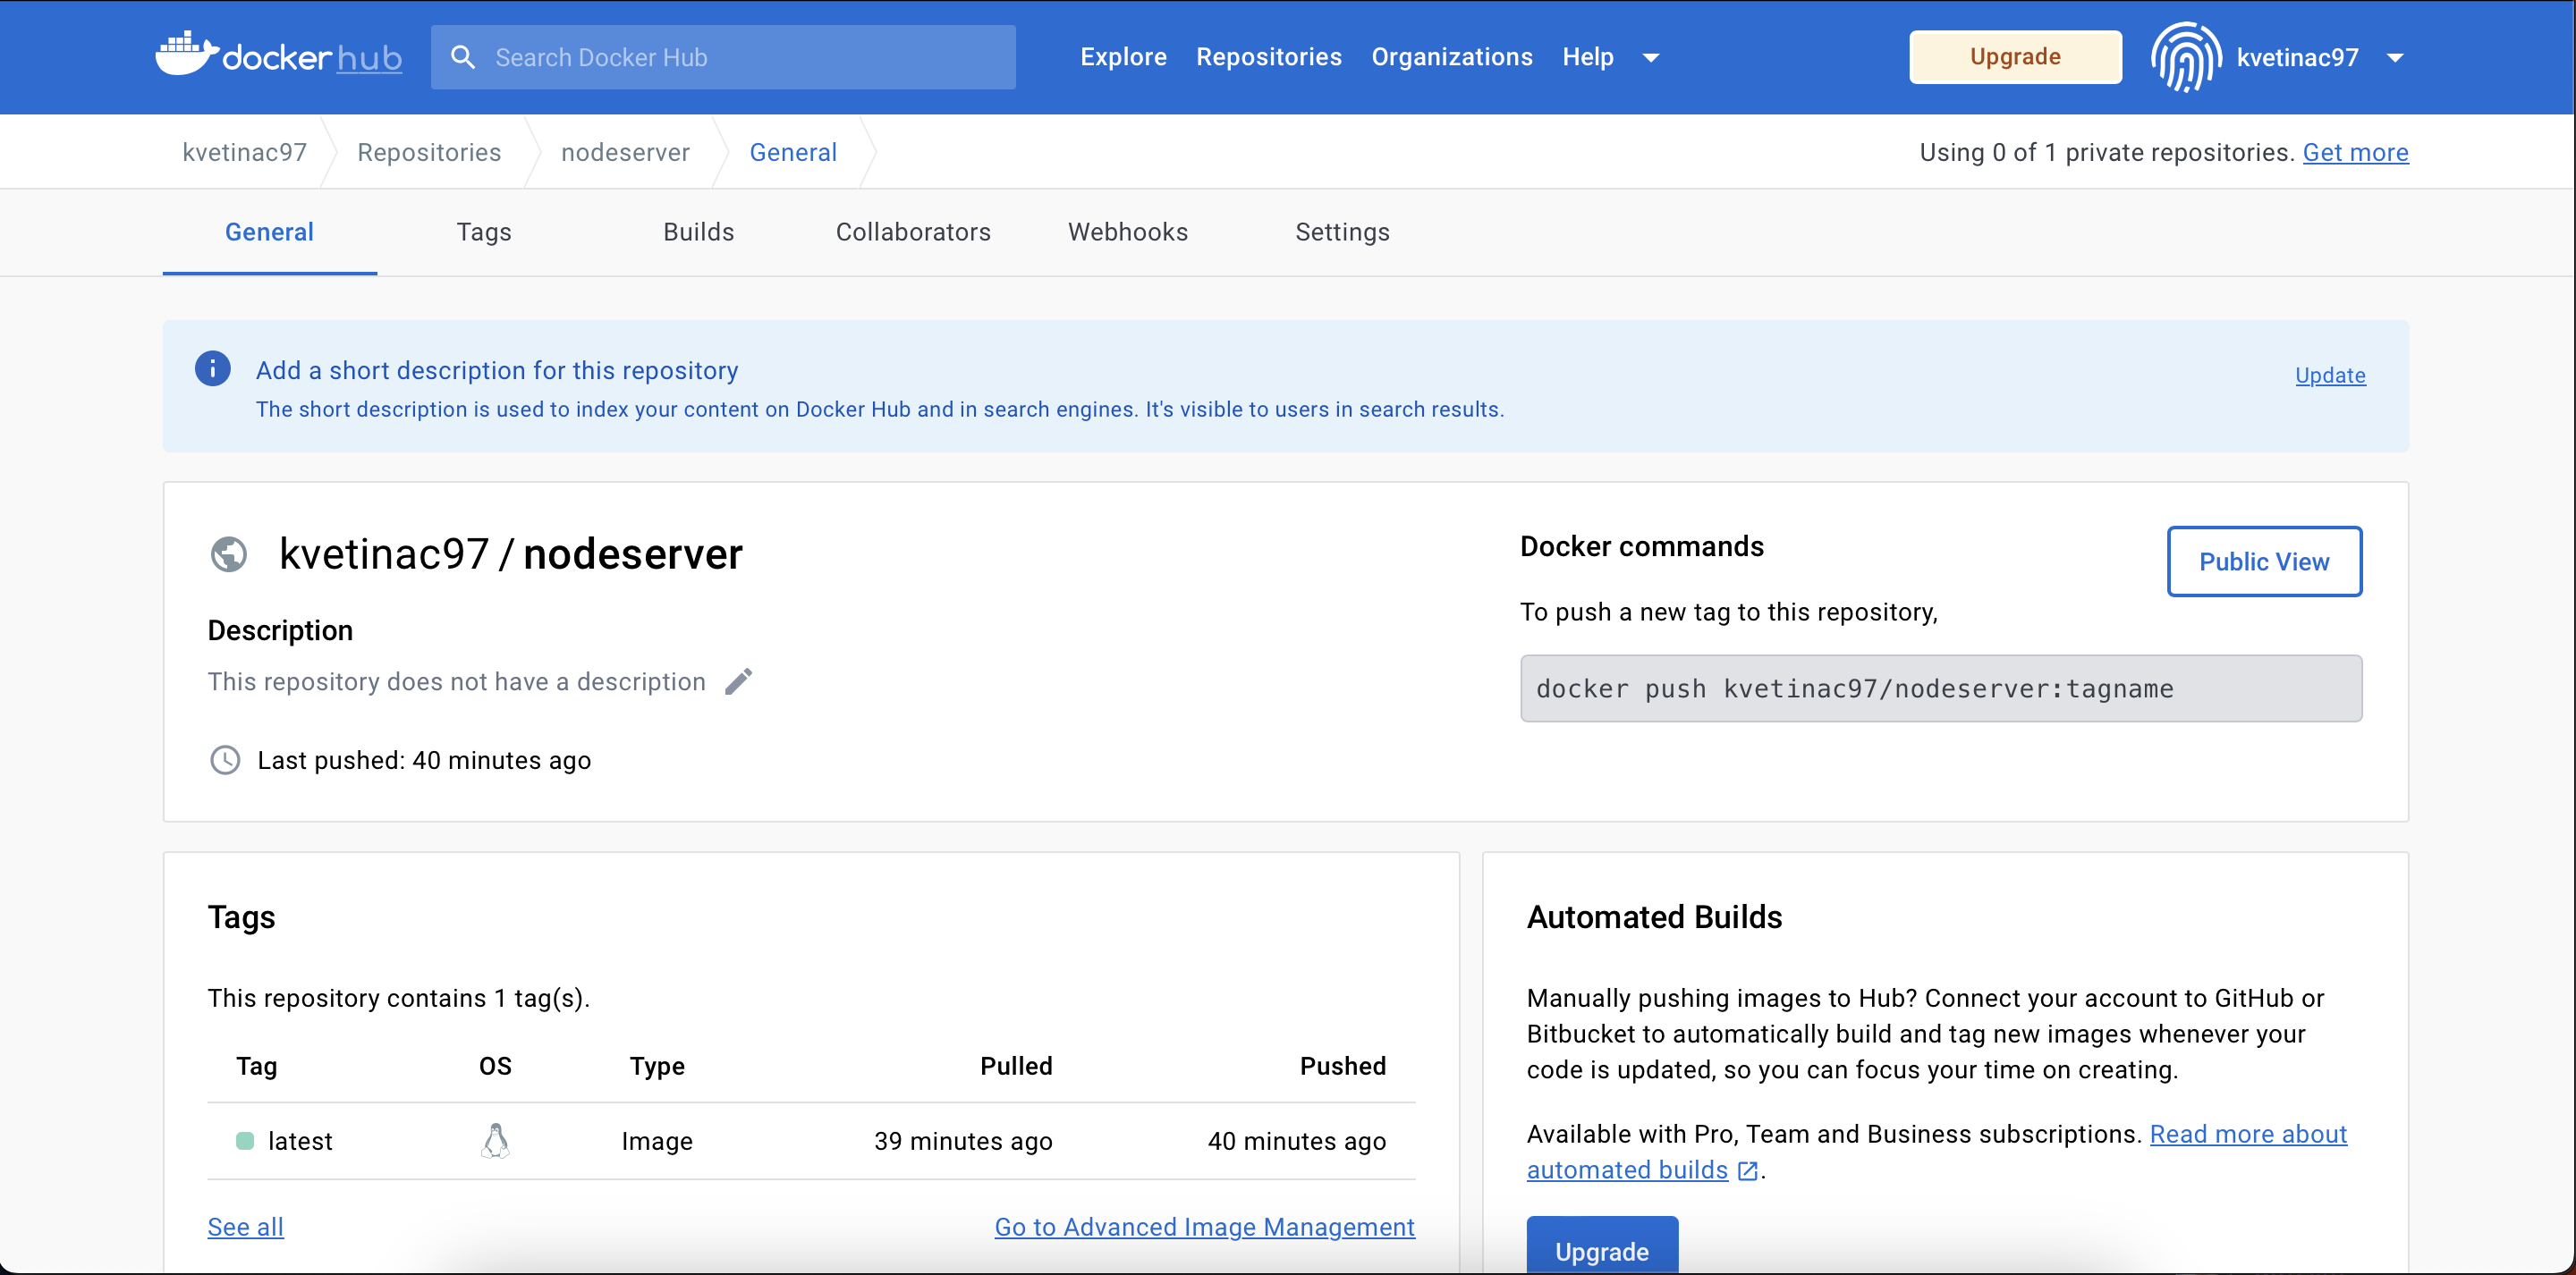 docker hub
Search Docker Hub
Explore Repositories Organizations Help
Upgrade
kvetinac97
kvetinac97 Repositories nodeserver General
Using 0 of 1 private repositories. Get more
General Tags Builds Collaborators Webhooks Settings
Add a short description for this repository
Update
The short description is used to index your content on Docker Hub and in search engines. It's visible to users in search results.
kvetinac97 / nodeserver
Description
This repository does not have a description
Last pushed: 40 minutes ago
Docker commands
Public View
To push a new tag to this repository,
docker push kvetinac97/nodeserver:tagname
Tags
This repository contains 1 tag(s).
Tag OS Type Pulled Pushed
latest Image 39 minutes ago 40 minutes ago
See all
Go to Advanced Image Management
Automated Builds
Manually pushing images to Hub? Connect your account to GitHub or
Bitbucket to automatically build and tag new images whenever your
code is updated, so you can focus your time on creating.
Available with Pro, Team and Business subscriptions. Read more about
automated builds .
Upgrade